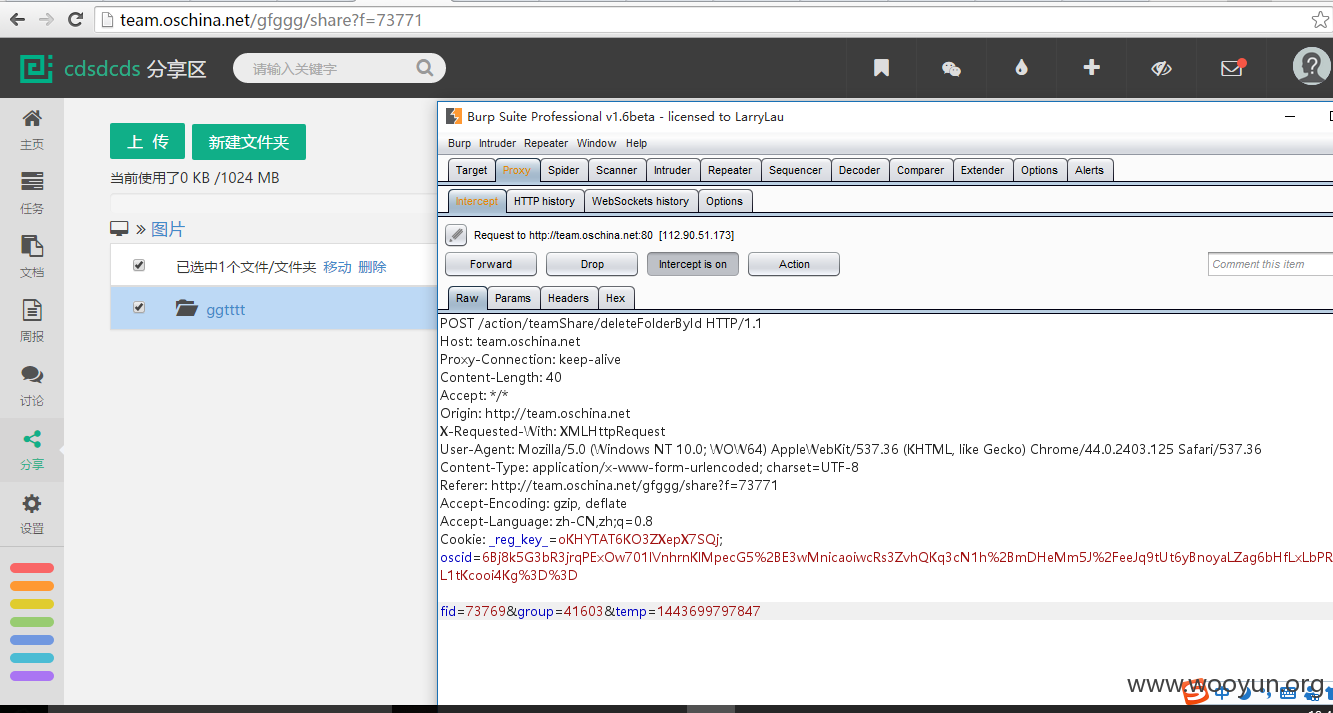 team.oschina.net/gfggg/share?f=73771
cdsdcds 分享区
请输入关键字
主页
任务
文档
周报
讨论
分享
设置
上 传 新建文件夹
当前使用了0 KB /1024 MB
» 图片
已选中1个文件/文件夹 移动 删除
ggtttt
Burp Suite Professional v1.6beta - licensed to LarryLau
Burp Intruder Repeater Window Help
Target Proxy Spider Scanner Intruder Repeater Sequencer Decoder Comparer Extender Options Alerts
Intercept HTTP history WebSockets history Options
Request to http://team.oschina.net:80 [112.90.51.173]
Forward Drop Intercept is on Action
Comment this item
Raw Params Headers Hex
POST /action/teamShare/deleteFolderById HTTP/1.1
Host: team.oschina.net
Proxy-Connection: keep-alive
Content-Length: 40
Accept: */*
Origin: http://team.oschina.net
X-Requested-With: XMLHttpRequest
User-Agent: Mozilla/5.0 (Windows NT 10.0; WOW64) AppleWebKit/537.36 (KHTML, like Gecko) Chrome/44.0.2403.125 Safari/537.36
Content-Type: application/x-www-form-urlencoded; charset=UTF-8
Referer: http://team.oschina.net/gfggg/share?f=73771
Accept-Encoding: gzip, deflate
Accept-Language: zh-CN,zh;q=0.8
Cookie: _reg_key_=oKHYTAT6KO3ZXepX7SQj;
oscid=6Bj8k5G3bR3jrqPExOw701lVnhrnKlMpecG5%2BE3wMnicaoiwcRs3ZvhQKq3cN1h%2BmDHeMm5J%2FeeJq9tUt6yBnoyaLZag6bHfLxLbPR
L1tKcooi4Kg%3D%3D
fid=73769&group=41603&temp=1443699797847
www.wooyun.org
中